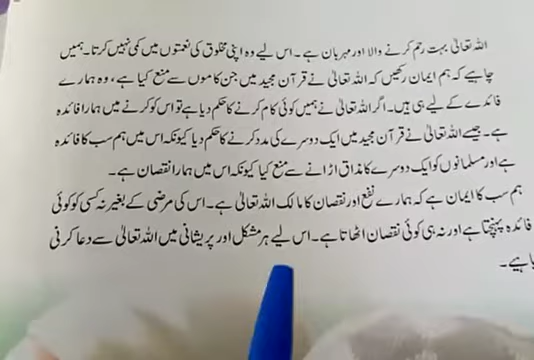 اللہ تعالیٰ بہت رحم کرنے والا اور مہربان ہے۔ اس لیے وہ اپنی مخلوق کی نعمتوں میں کمی نہیں کرتا۔ ہمیں
چاہیے کہ ہم ایمان رکھیں کہ اللہ تعالیٰ نے قرآن مجید میں جن کاموں سے منع کیا ہے، وہ ہمارے
فائدے کے لیے ہی ہیں۔ اگر اللہ تعالیٰ نے ہمیں کوئی کام کرنے کا حکم دیا ہے تو اس کو کرنے میں ہمارا فائدہ
ہے۔ جیسے اللہ تعالیٰ نے قرآن مجید میں ایک دوسرے کی مدد کرنے کا حکم دیا کیونکہ اس میں ہم سب کا فائدہ
ہے اور مسلمانوں کو ایک دوسرے کا مذاق اڑانے سے منع کیا کیونکہ اس میں ہمارا نقصان ہے۔
ہم سب کا ایمان ہے کہ ہمارے نفع اور نقصان کا مالک اللہ تعالیٰ ہے۔ اس کی مرضی کے بغیر نہ کسی کو کوئی
فائدہ پہنچتا ہے اور نہ ہی کوئی نقصان اٹھاتا ہے۔ اس لیے ہر مشکل اور پریشانی میں اللہ تعالیٰ سے دعا کرنی
چاہیے۔